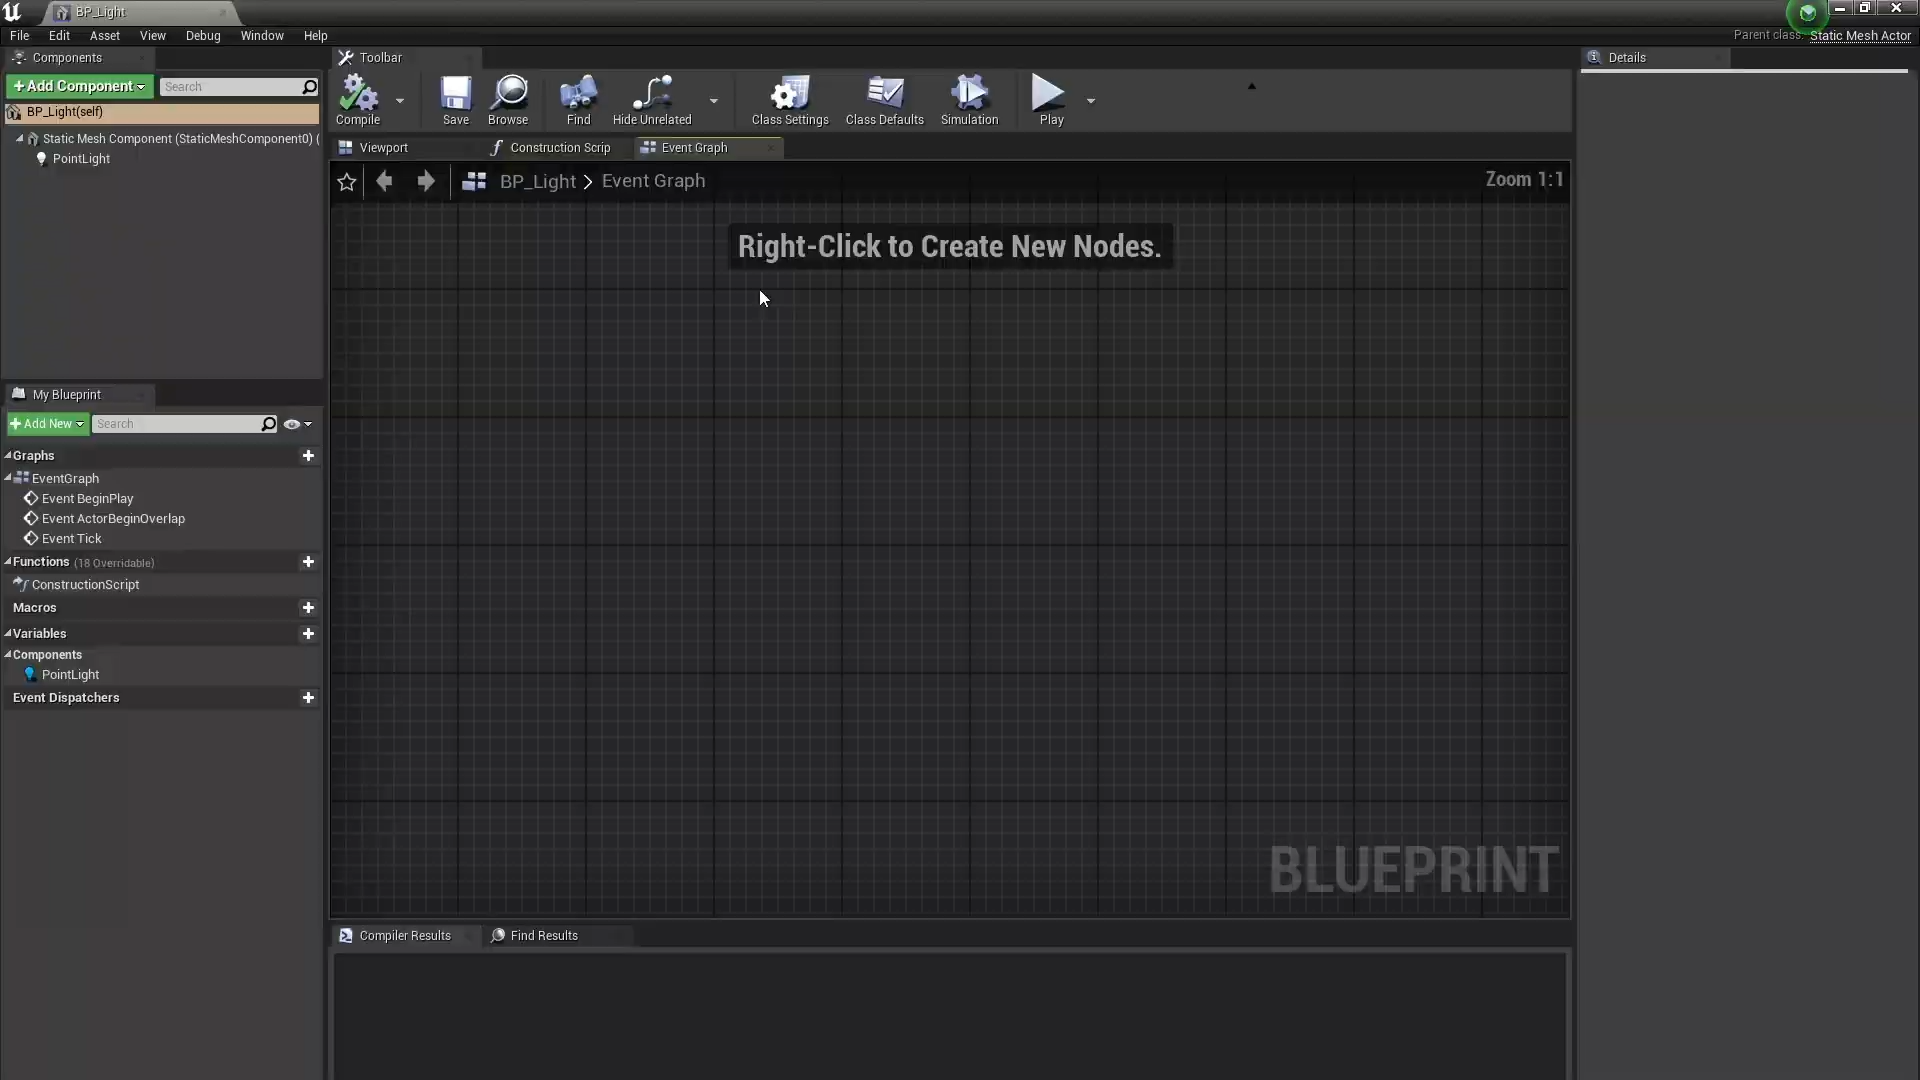 BP_Light
File Edit Asset View Debug Window Help
Parent class: Static Mesh Actor
Components
+Add Component
Search
BP_Light(self)
Static Mesh Component (StaticMeshComponent0) (
PointLight
My Blueprint
+Add New
Search
Graphs
EventGraph
Event BeginPlay
Event ActorBeginOverlap
Event Tick
Functions (18 Overridable)
ConstructionScript
Macros
Variables
Components
PointLight
Event Dispatchers
Toolbar
Compile Save Browse Find Hide Unrelated Class Settings Class Defaults Simulation Play
Viewport Construction Scrip Event Graph
BP_Light > Event Graph
Zoom 1:1
Right-Click to Create New Nodes.
BLUEPRINT
Compiler Results Find Results
Details